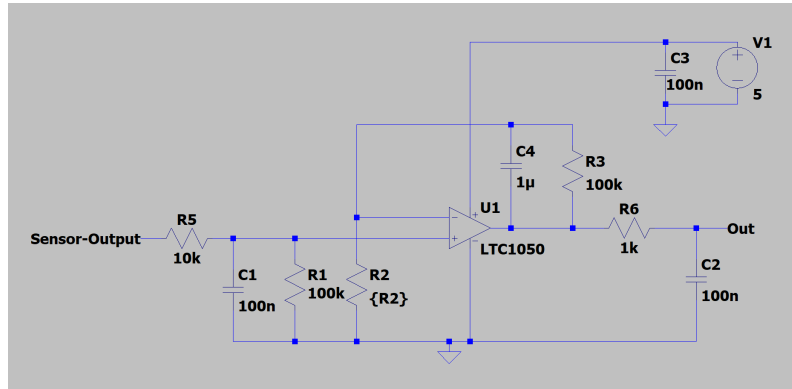 V1
C3
100n
5
C4
1µ
R3
100k
U1
R5
R6
Sensor-Output
Out
10k
LTC1050
1k
C1
R1
R2
C2
100n
100k
{R2}
100n